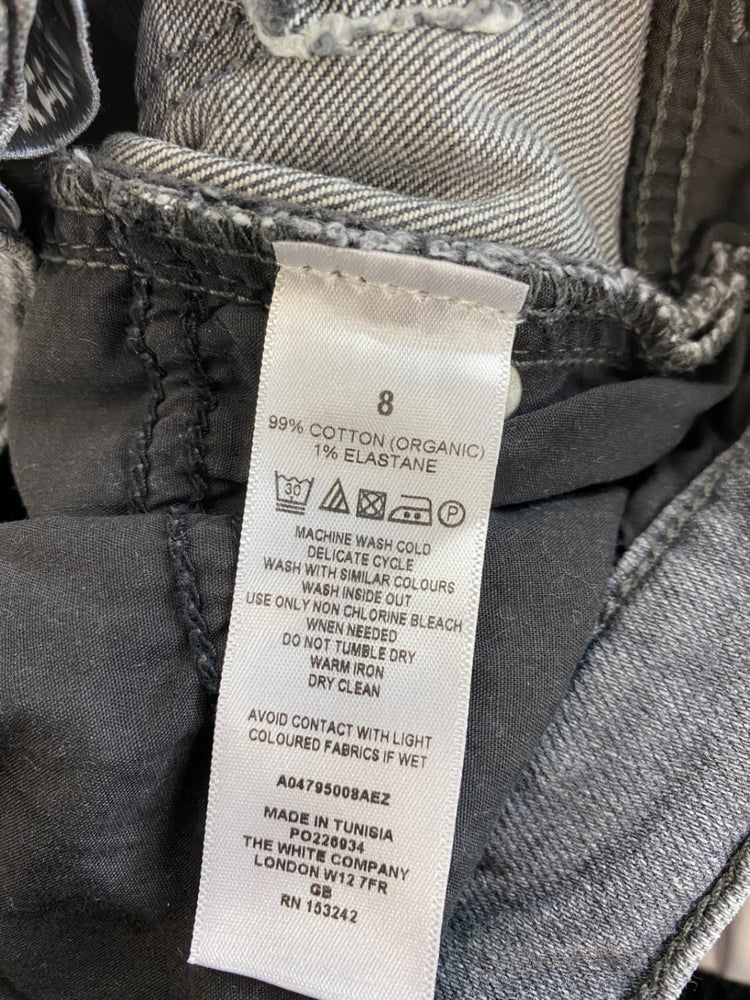 8
99% COTTON (ORGANIC)
1% ELASTANE
30 P
MACHINE WASH COLD
DELICATE CYCLE
WASH WITH SIMILAR COLOURS
WASH INSIDE OUT
USE ONLY NON CHLORINE BLEACH
WNEN NEEDED
DO NOT TUMBLE DRY
WARM IRON
DRY CLEAN
AVOID CONTACT WITH LIGHT
COLOURED FABRICS IF WET
A04795008AEZ
MADE IN TUNISIA
PO226934
THE WHITE COMPANY
LONDON W12 7FR
GB
RN 153242